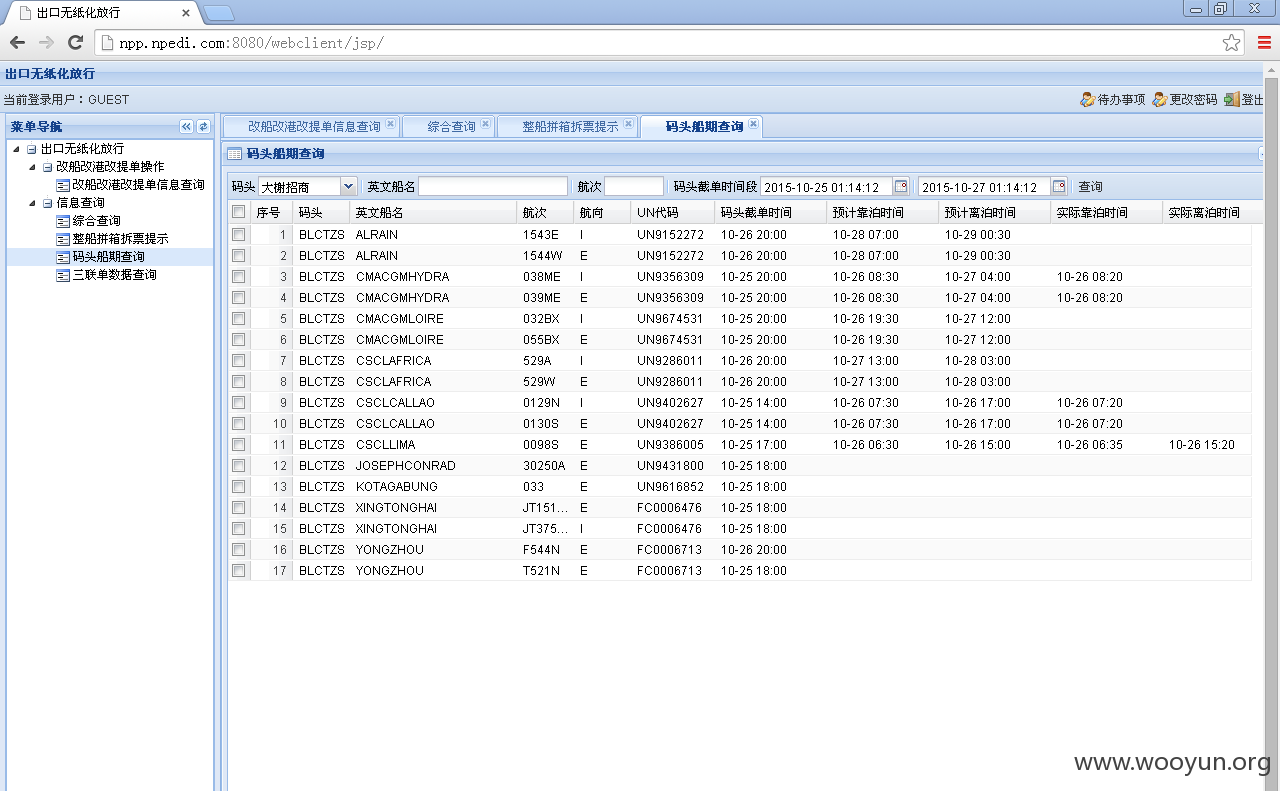 出口无纸化放行
npp.npedi.com:8080/webclient/jsp/
出口无纸化放行
当前登录用户：GUEST 待办事项 更改密码 登出
菜单导航
出口无纸化放行
改船改港改提单操作
改船改港改提单信息查询
信息查询
综合查询
整船拼箱拆票提示
码头船期查询
三联单数据查询
改船改港改提单信息查询 综合查询 整船拼箱拆票提示 码头船期查询
码头船期查询
码头 大榭招商 英文船名 航次 码头截单时间段 2015-10-25 01:14:12 2015-10-27 01:14:12 查询
序号 码头 英文船名 航次 航向 UN代码 码头截单时间 预计靠泊时间 预计离泊时间 实际靠泊时间 实际离泊时间
1 BLCTZS ALRAIN 1543E I UN9152272 10-26 20:00 10-28 07:00 10-29 00:30
2 BLCTZS ALRAIN 1544W E UN9152272 10-26 20:00 10-28 07:00 10-29 00:30
3 BLCTZS CMACGMHYDRA 038ME I UN9356309 10-25 20:00 10-26 08:30 10-27 04:00 10-26 08:20
4 BLCTZS CMACGMHYDRA 039ME E UN9356309 10-25 20:00 10-26 08:30 10-27 04:00 10-26 08:20
5 BLCTZS CMACGMLOIRE 032BX I UN9674531 10-25 20:00 10-26 19:30 10-27 12:00
6 BLCTZS CMACGMLOIRE 055BX E UN9674531 10-25 20:00 10-26 19:30 10-27 12:00
7 BLCTZS CSCLAFRICA 529A I UN9286011 10-26 20:00 10-27 13:00 10-28 03:00
8 BLCTZS CSCLAFRICA 529W E UN9286011 10-26 20:00 10-27 13:00 10-28 03:00
9 BLCTZS CSCLCALLAO 0129N I UN9402627 10-25 14:00 10-26 07:30 10-26 17:00 10-26 07:20
10 BLCTZS CSCLCALLAO 0130S E UN9402627 10-25 14:00 10-26 07:30 10-26 17:00 10-26 07:20
11 BLCTZS CSCLLIMA 0098S E UN9386005 10-25 17:00 10-26 06:30 10-26 15:00 10-26 06:35 10-26 15:20
12 BLCTZS JOSEPHCONRAD 30250A E UN9431800 10-25 18:00
13 BLCTZS KOTAGABUNG 033 E UN9616852 10-25 18:00
14 BLCTZS XINGTONGHAI JT151... E FC0006476 10-25 18:00
15 BLCTZS XINGTONGHAI JT375... I FC0006476 10-25 18:00
16 BLCTZS YONGZHOU F544N E FC0006713 10-26 20:00
17 BLCTZS YONGZHOU T521N E FC0006713 10-25 18:00
www.wooyun.org